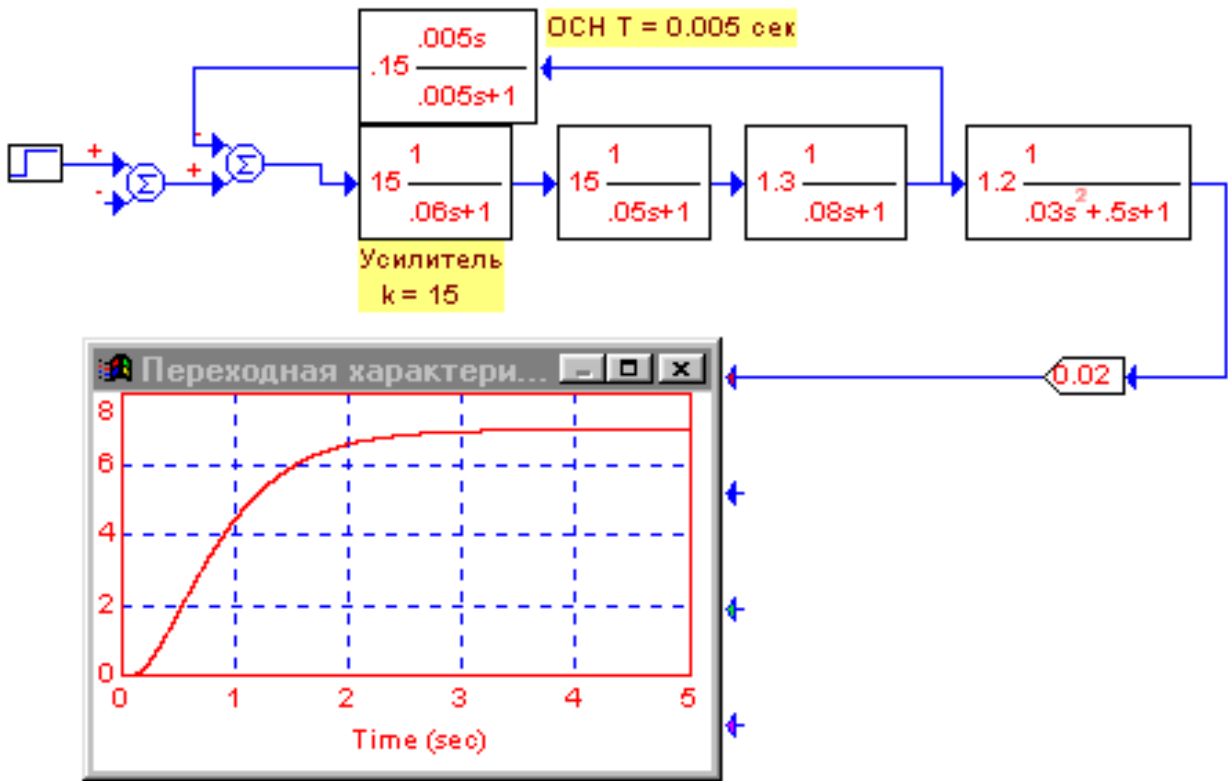 .005s
.15
.005s+1
ОСН T = 0.005 сек
+
-
Σ
+
-
Σ
1
15
.06s+1
1
15
.05s+1
1
1.3
.08s+1
1
1.2
.03s²+.5s+1
Усилитель
k = 15
0.02
Переходная характери...
8
6
4
2
0
0 1 2 3 4 5
Time (sec)